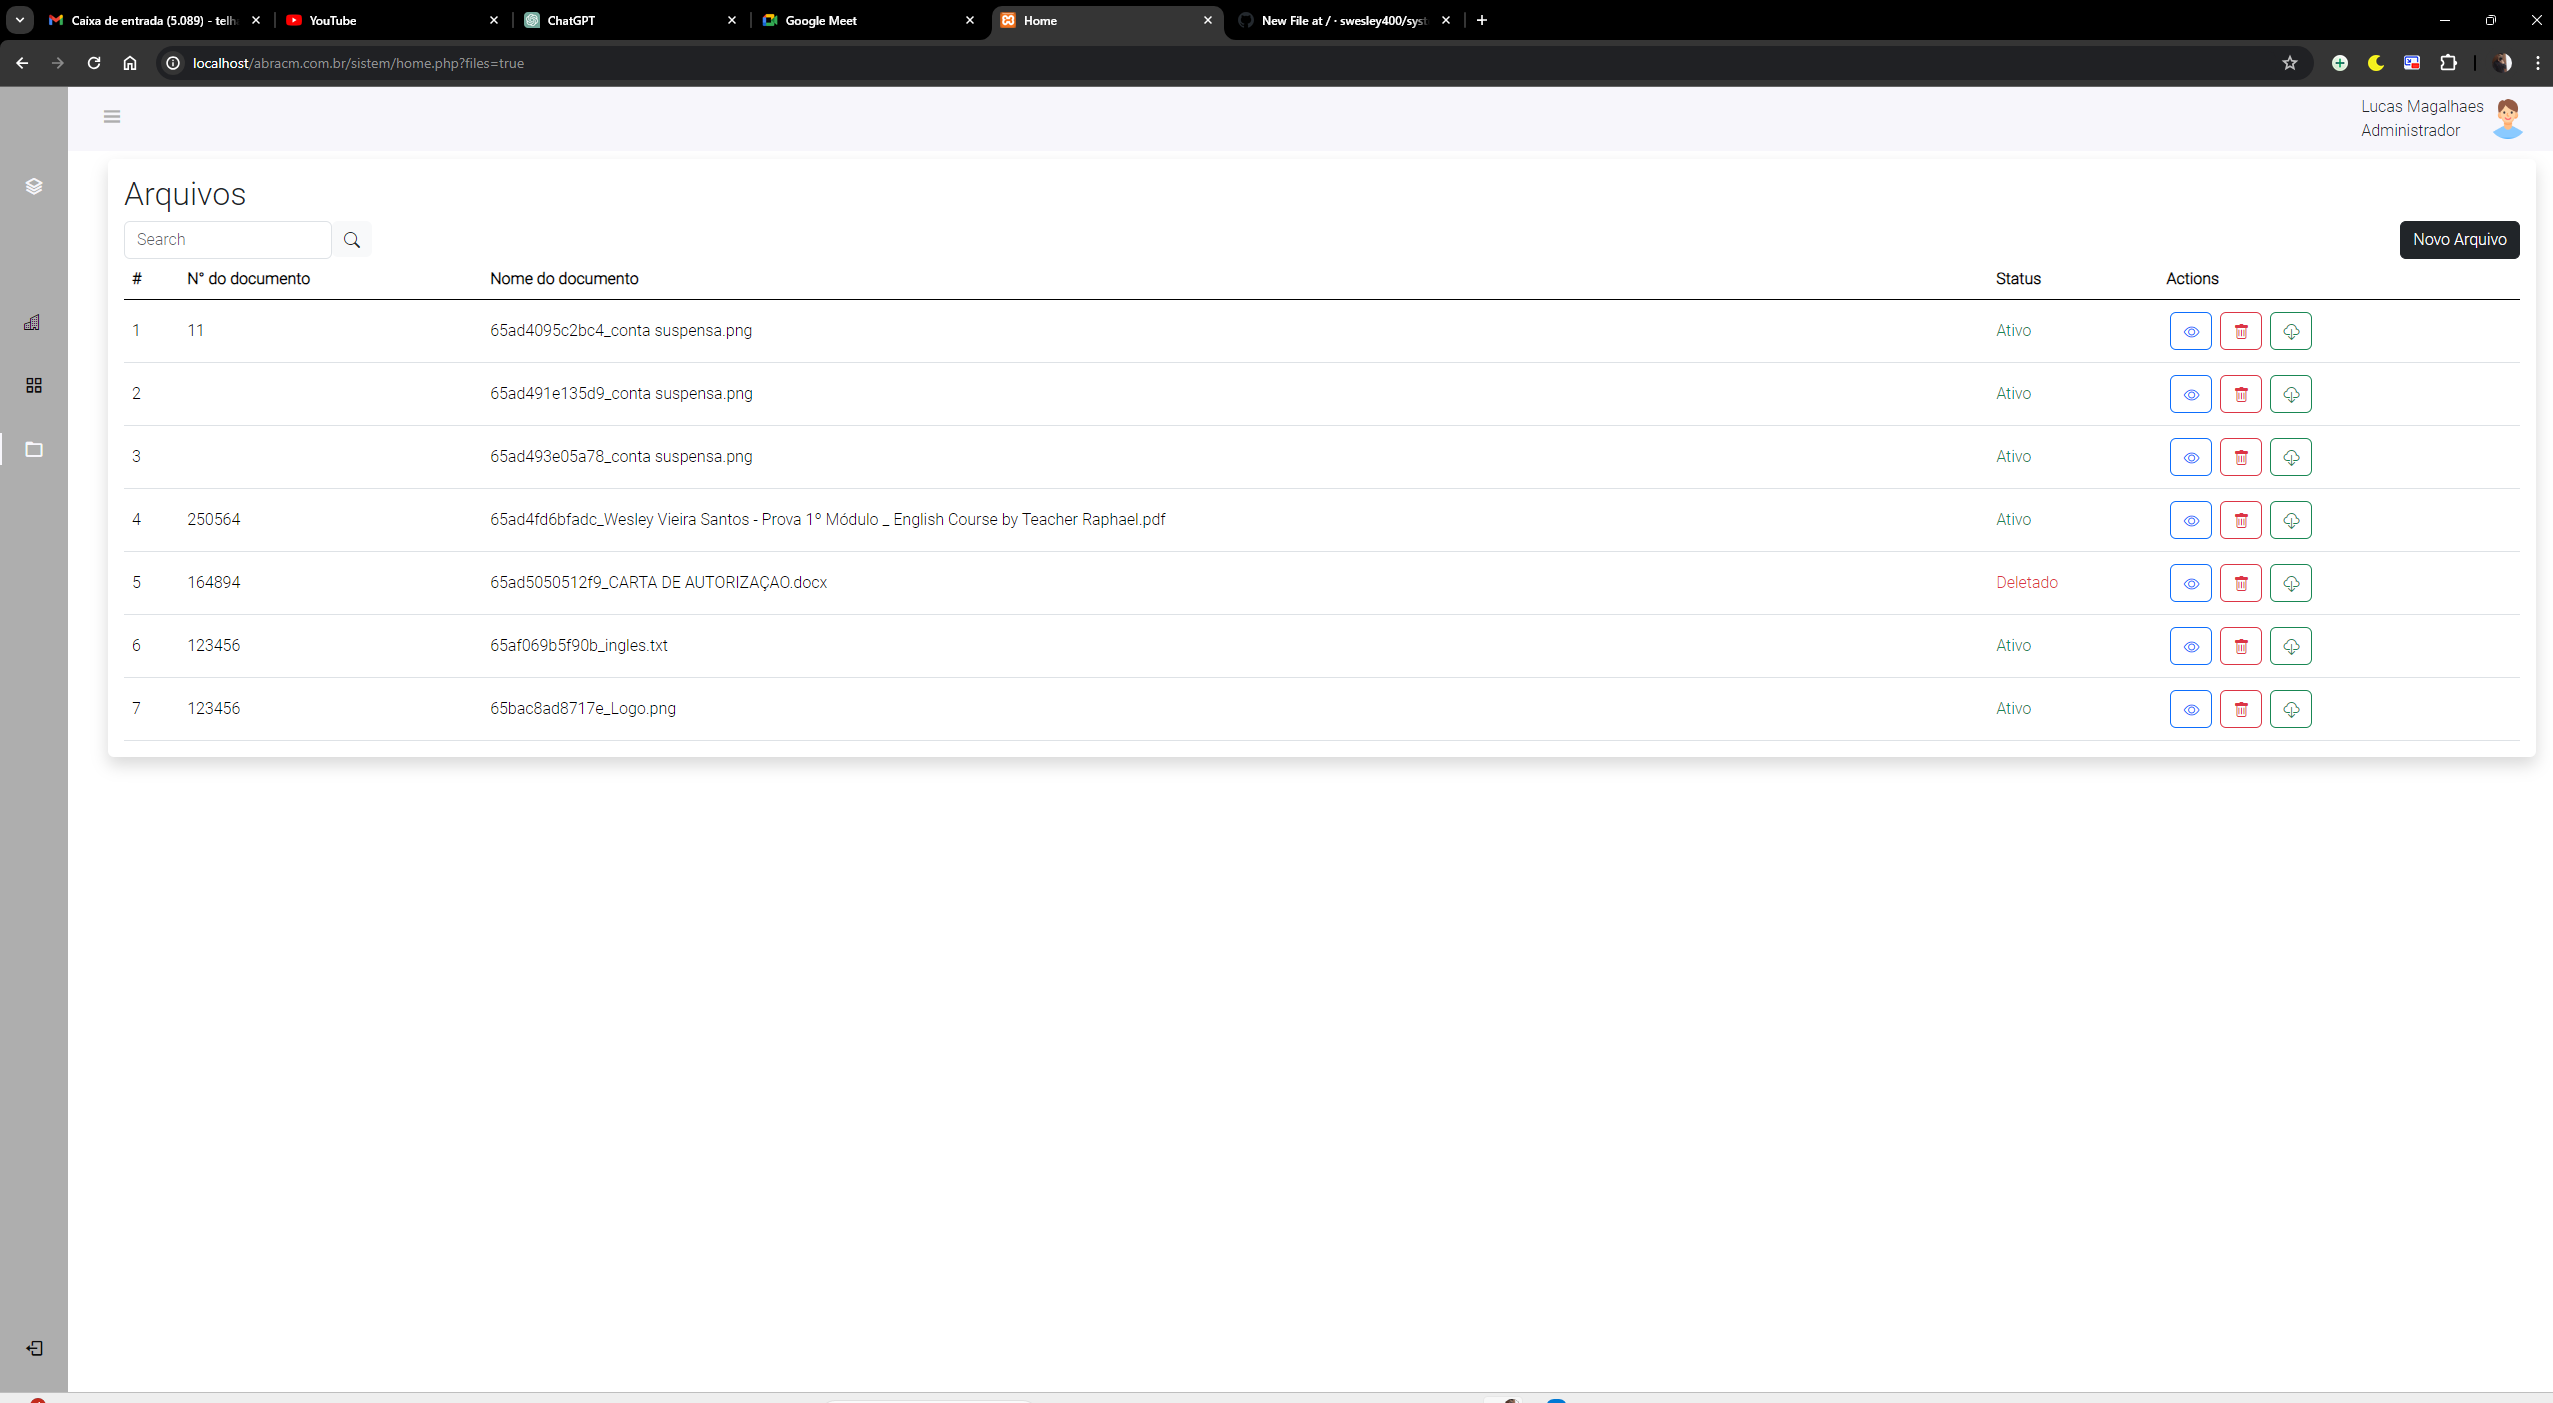 Caixa de entrada (5.089) - telh
YouTube
ChatGPT
Google Meet
Home
New File at / · swesley400/syst
localhost/abracm.com.br/sistem/home.php?files=true
Lucas Magalhaes
Administrador
Arquivos
Search
Novo Arquivo
# N° do documento Nome do documento Status Actions
1 11 65ad4095c2bc4_conta suspensa.png Ativo
2 65ad491e135d9_conta suspensa.png Ativo
3 65ad493e05a78_conta suspensa.png Ativo
4 250564 65ad4fd6bfadc_Wesley Vieira Santos - Prova 1º Módulo _ English Course by Teacher Raphael.pdf Ativo
5 164894 65ad5050512f9_CARTA DE AUTORIZAÇAO.docx Deletado
6 123456 65af069b5f90b_ingles.txt Ativo
7 123456 65bac8ad8717e_Logo.png Ativo